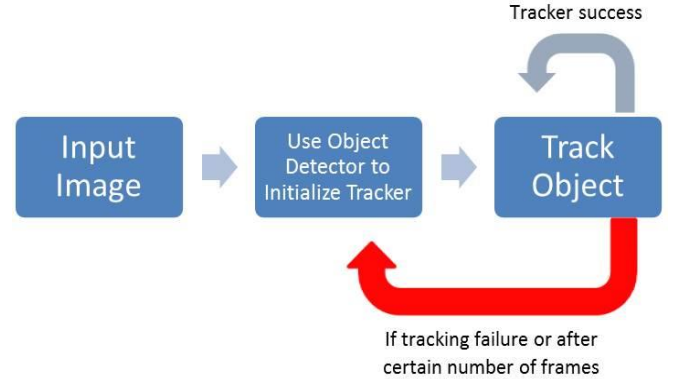 Tracker success
Input
Image
Use Object
Detector to
Initialize Tracker
Track
Object
If tracking failure or after
certain number of frames